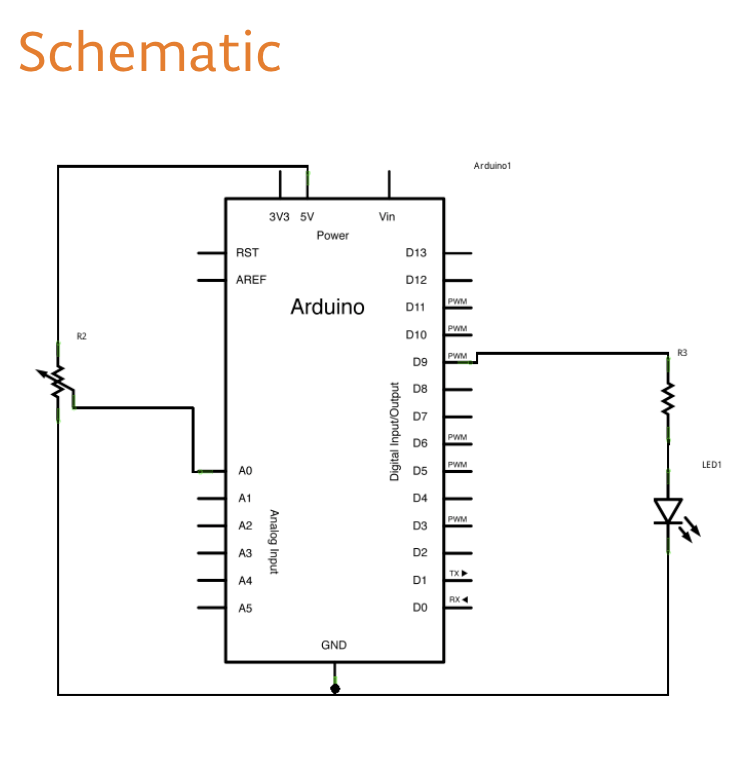 Schematic
Arduino1
3V3 5V Vin
Power
RST
AREF
Arduino
D13
D12
D11 PWM
D10 PWM
D9 PWM
D8
D7
D6 PWM
D5 PWM
D4
D3 PWM
D2
D1 TX
D0 RX
Digital Input/Output
R2
R3
LED1
A0
A1
A2
A3
A4
A5
Analog Input
GND